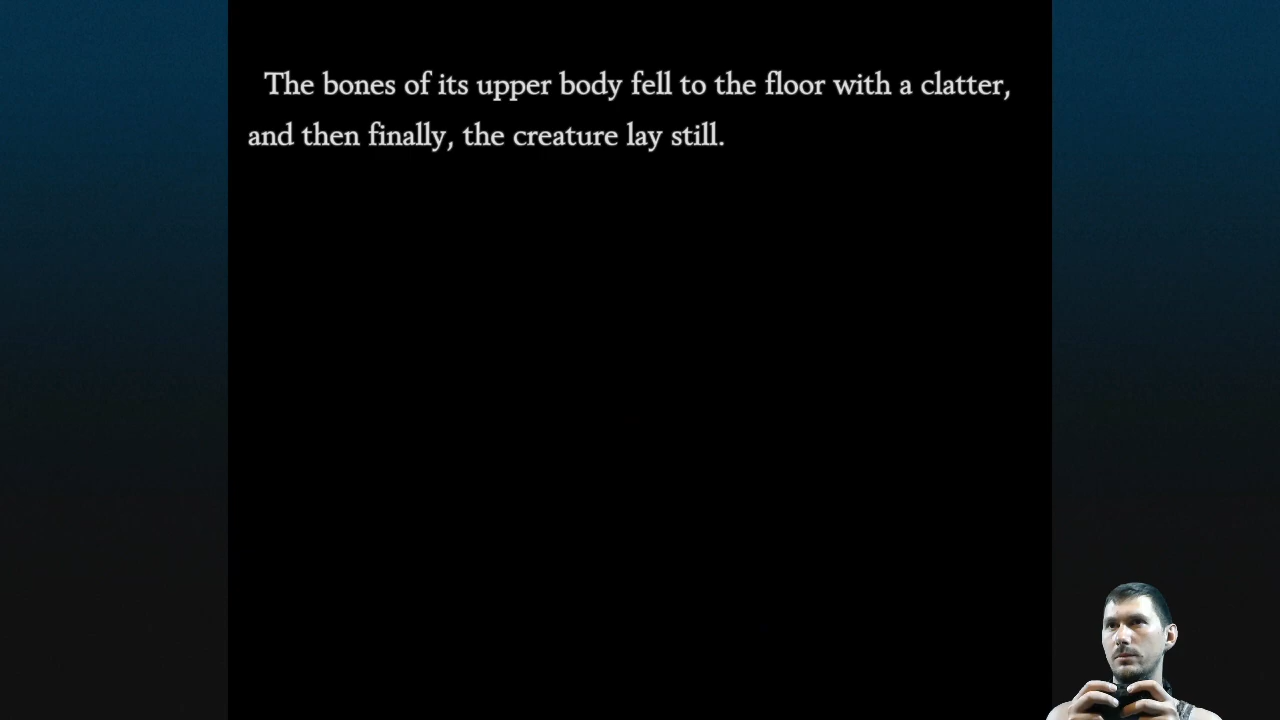 The bones of its upper body fell to the floor with a clatter,
and then finally, the creature lay still.